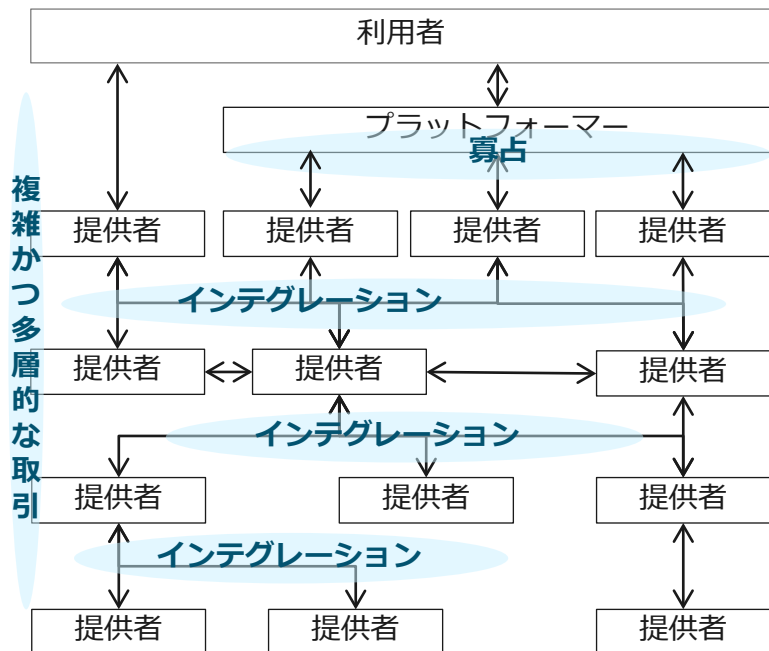 利用者
プラットフォーマー
寡占
複雑かつ多層的な取引
提供者
提供者
提供者
提供者
インテグレーション
提供者
提供者
提供者
インテグレーション
提供者
提供者
提供者
インテグレーション
提供者
提供者
提供者